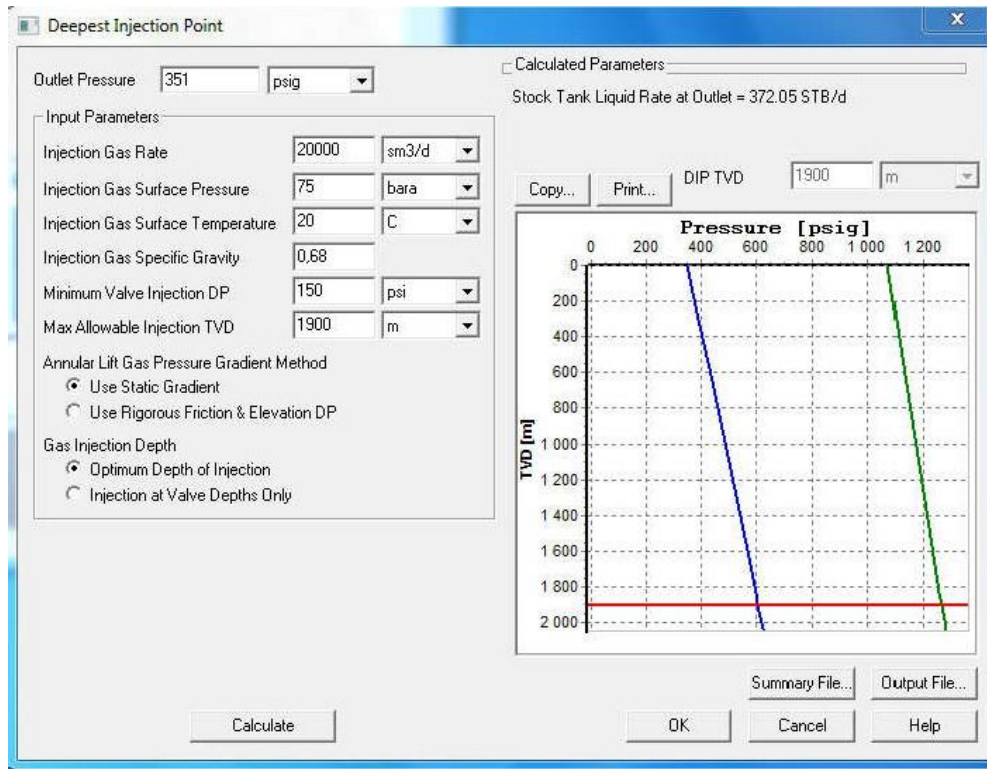 Deepest Injection Point
X
Outlet Pressure 351 psig
Input Parameters
Injection Gas Rate 20000 sm3/d
Injection Gas Surface Pressure 75 bara
Injection Gas Surface Temperature 20 C
Injection Gas Specific Gravity 0,68
Minimum Valve Injection DP 150 psi
Max Allowable Injection TVD 1900 m
Annular Lift Gas Pressure Gradient Method
Use Static Gradient
Use Rigorous Friction & Elevation DP
Gas Injection Depth
Optimum Depth of Injection
Injection at Valve Depths Only
Calculate
Calculated Parameters
Stock Tank Liquid Rate at Outlet = 372.05 STB/d
Copy... Print... DIP TVD 1900 m
Pressure [psig]
0 200 400 600 800 1 000 1 200
TVD [m]
0
200
400
600
800
1 000
1 200
1 400
1 600
1 800
2 000
Summary File... Output File...
OK Cancel Help